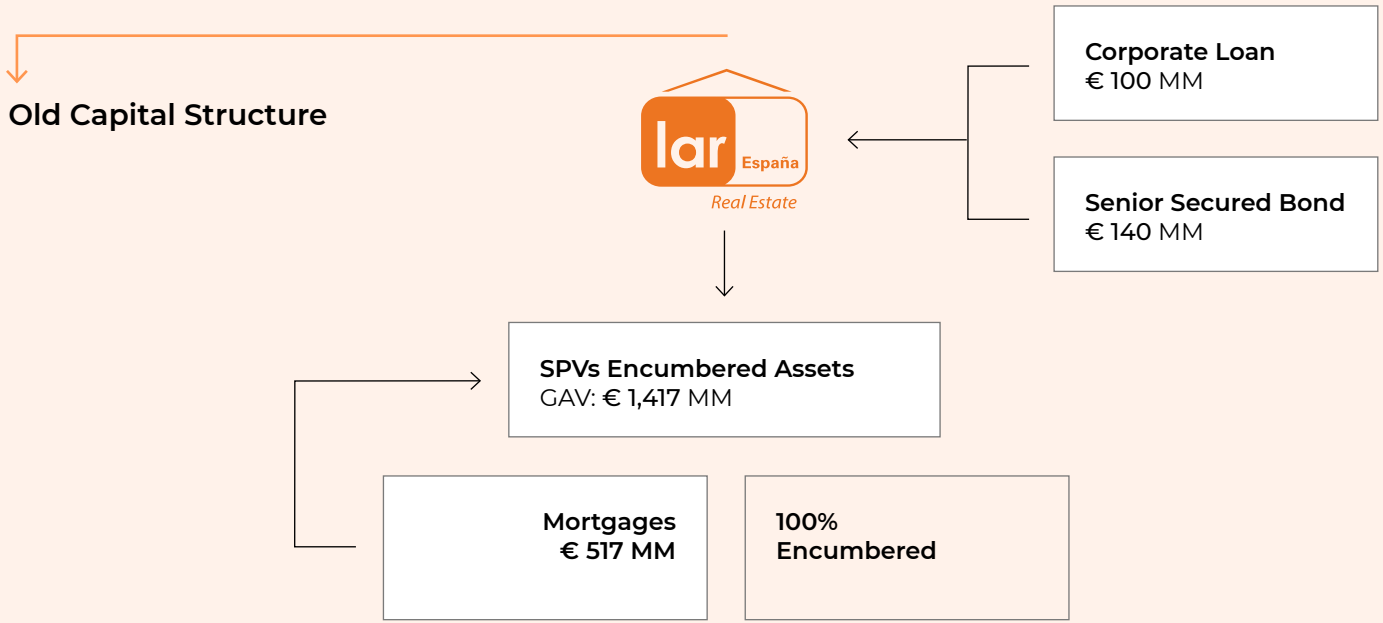 Old Capital Structure
lar
España
Real Estate
Corporate Loan
€ 100 MM
Senior Secured Bond
€ 140 MM
SPVs Encumbered Assets
GAV: € 1,417 MM
Mortgages
€ 517 MM
100%
Encumbered